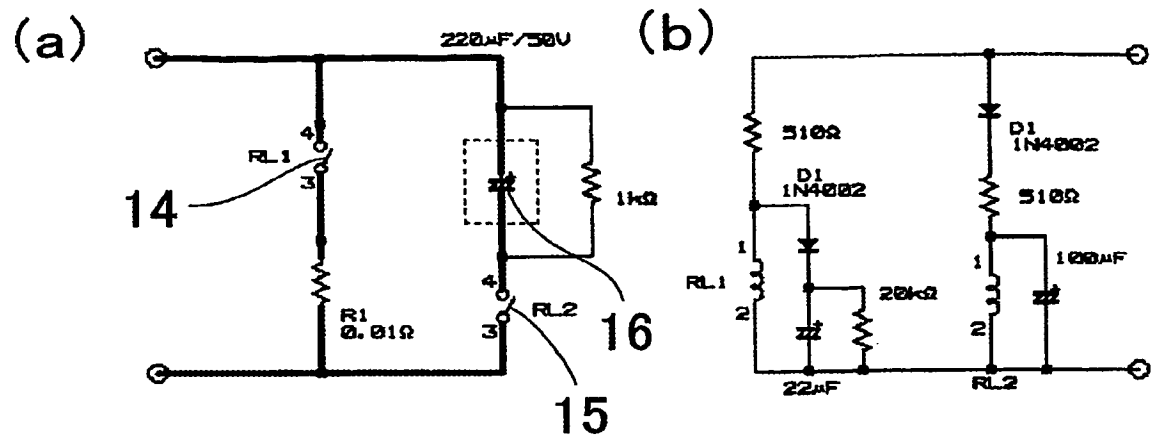 (a)
220µF/50V
4
RL1
3
14
R1
0.01Ω
1kΩ
4
RL2
3
16
15
(b)
510Ω
D1
1N4002
1
RL1
2
22µF
20kΩ
D1
1N4002
510Ω
100µF
1
2
RL2